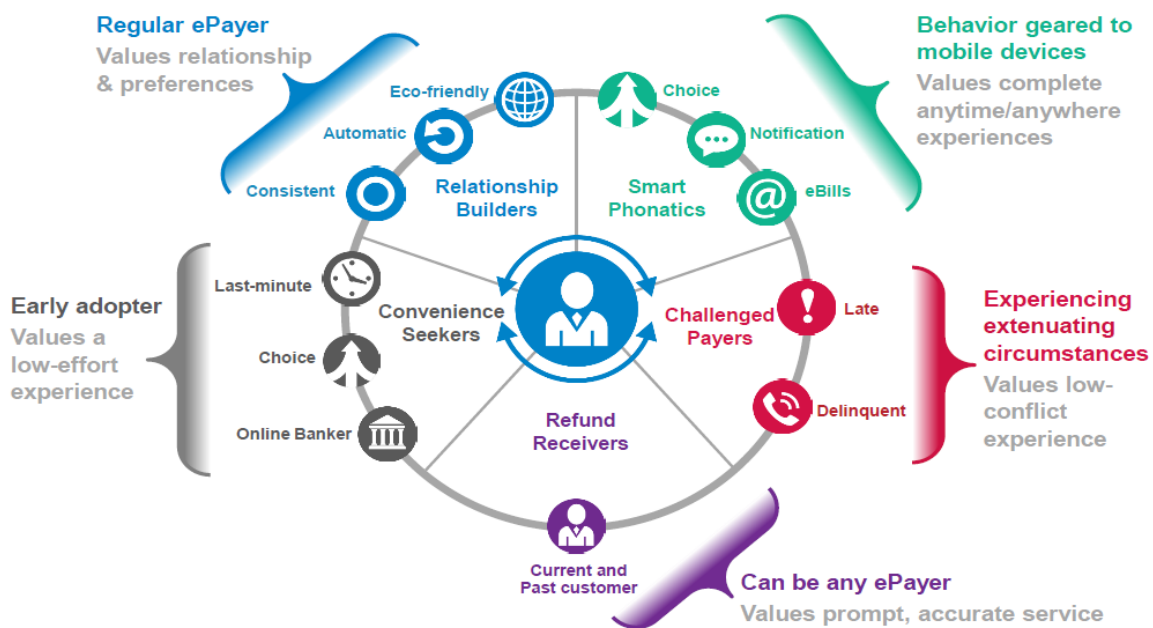 Regular ePayer
Values relationship
& preferences
Behavior geared to
mobile devices
Values complete
anytime/anywhere
experiences
Eco-friendly
Automatic
Consistent
Relationship
Builders
Choice
Notification
eBills
Smart
Phonatics
Early adopter
Values a
low-effort
experience
Last-minute
Choice
Online Banker
Convenience
Seekers
Challenged
Payers
Late
Delinquent
Experiencing
extenuating
circumstances
Values low-
conflict
experience
Refund
Receivers
@
!
Current and
Past customer
Can be any ePayer
Values prompt, accurate service